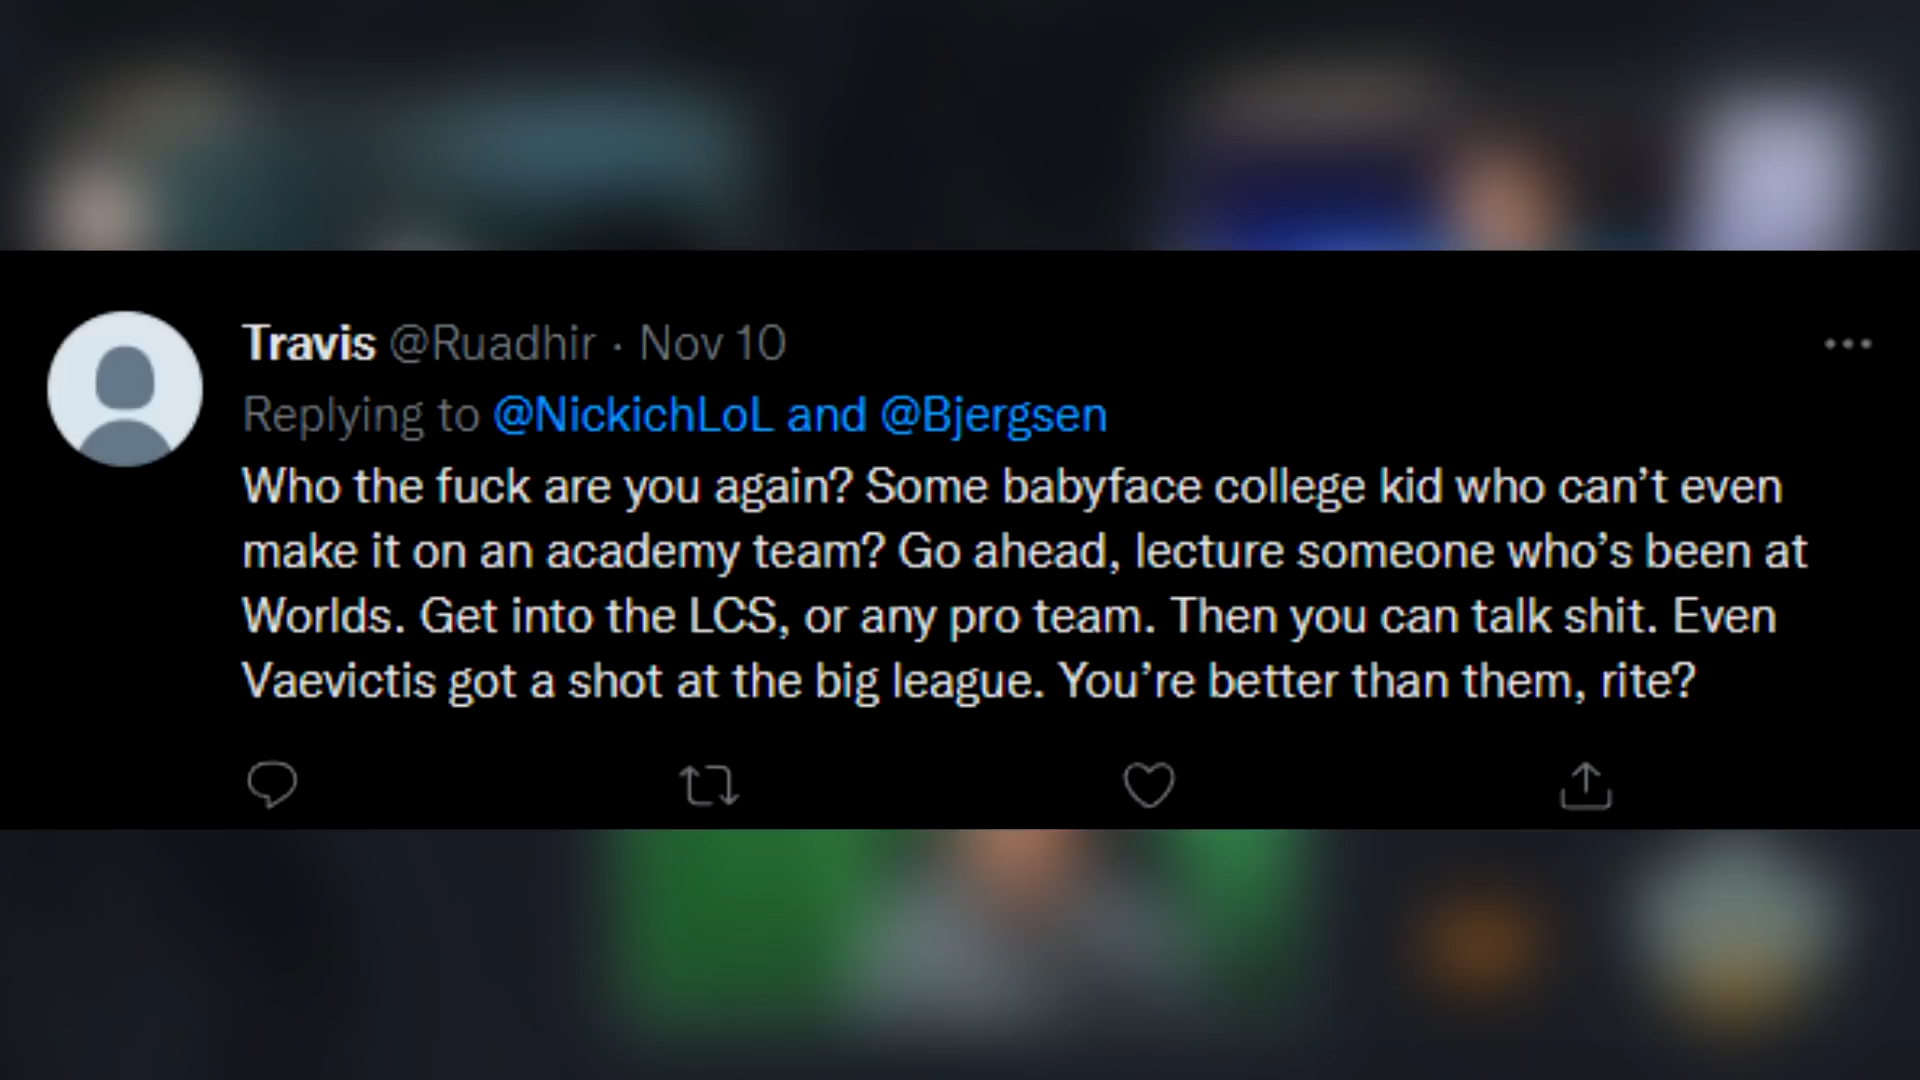 Travis @Ruadhir · Nov 10
Replying to @NickichLoL and @Bjergsen
Who the fuck are you again? Some babyface college kid who can’t even
make it on an academy team? Go ahead, lecture someone who’s been at
Worlds. Get into the LCS, or any pro team. Then you can talk shit. Even
Vaevictis got a shot at the big league. You’re better than them, rite?